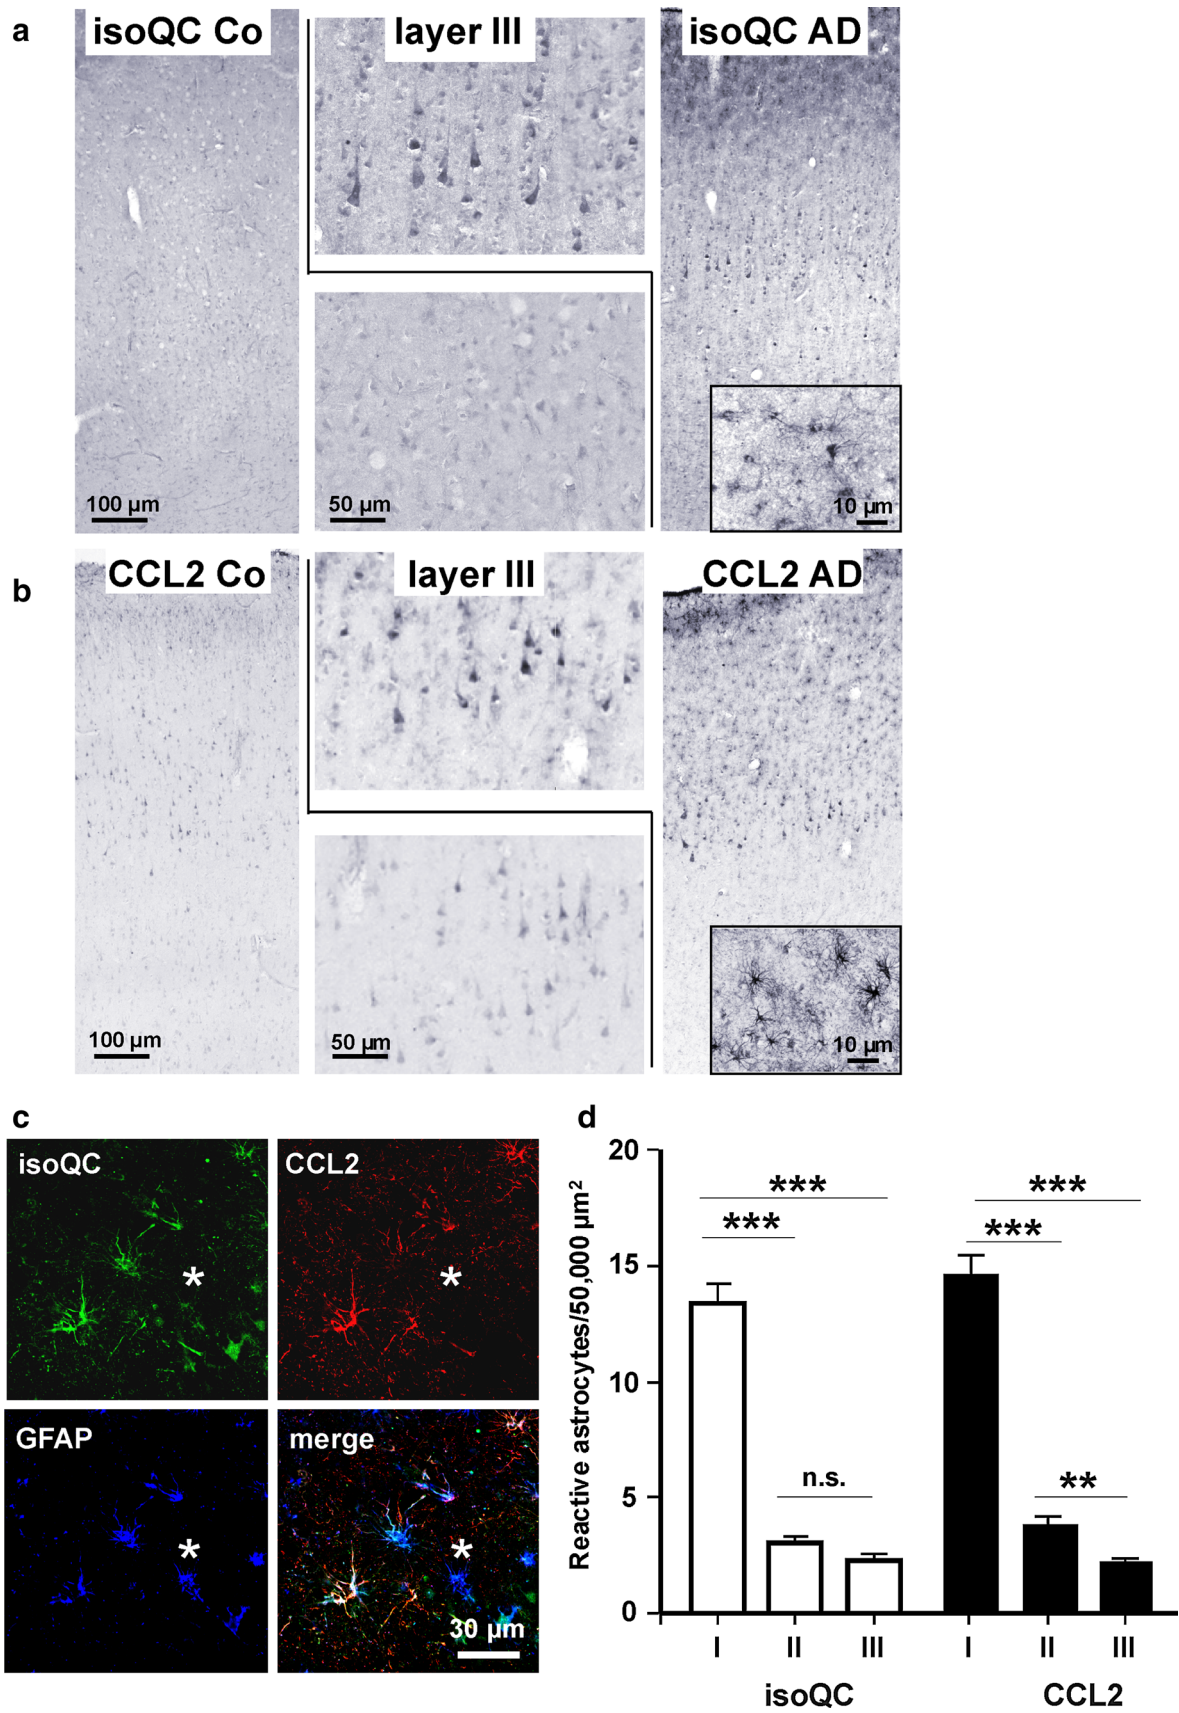 a
isoQC Co
layer III
isoQC AD
100 µm
50 µm
10 µm
b
CCL2 Co
layer III
CCL2 AD
100 µm
50 µm
10 µm
c
isoQC
CCL2
*
*
GFAP
merge
*
*
30 µm
d
Reactive astrocytes/50,000 µm²
20
15
10
5
0
***
***
n.s.
***
***
**
I II III I II III
isoQC CCL2